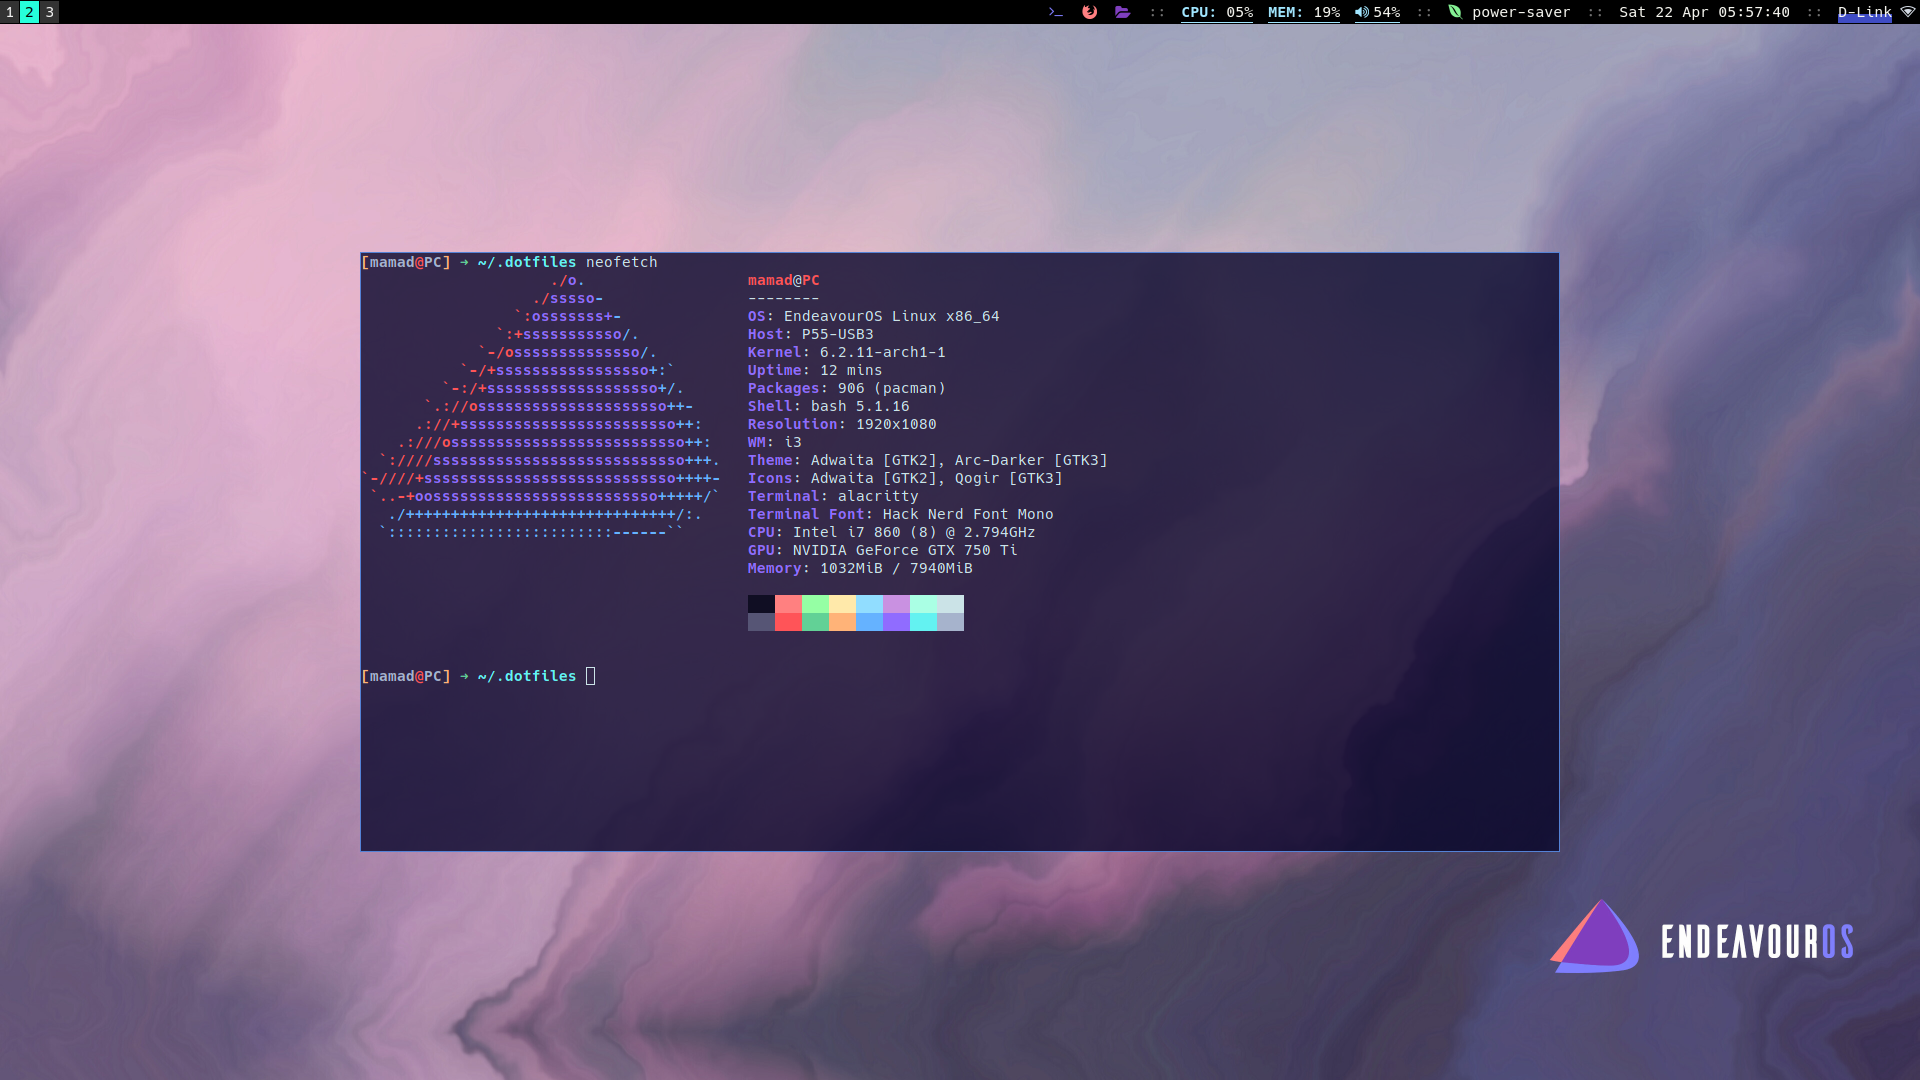 1 2 3 >_ :: CPU: 05% MEM: 19% 54% :: power-saver :: Sat 22 Apr 05:57:40 :: D-Link
[mamad@PC] → ~/.dotfiles neofetch
./o. mamad@PC
./sssso- --------
`:osssssss+- OS: EndeavourOS Linux x86_64
`:+sssssssssso/. Host: P55-USB3
`-/ossssssssssssso/. Kernel: 6.2.11-arch1-1
`-/+sssssssssssssssso+:` Uptime: 12 mins
`-:/+sssssssssssssssssso+/. Packages: 906 (pacman)
`.://osssssssssssssssssssso++- Shell: bash 5.1.16
.://+ssssssssssssssssssssssso++: Resolution: 1920x1080
.:///ossssssssssssssssssssssssso++: WM: i3
`:////ssssssssssssssssssssssssssso+++. Theme: Adwaita [GTK2], Arc-Darker [GTK3]
`-////+ssssssssssssssssssssssssssso++++- Icons: Adwaita [GTK2], Qogir [GTK3]
`..-+oosssssssssssssssssssssssso+++++/` Terminal: alacritty
./++++++++++++++++++++++++++++++/:. Terminal Font: Hack Nerd Font Mono
`:::::::::::::::::::::::::------`` CPU: Intel i7 860 (8) @ 2.794GHz
GPU: NVIDIA GeForce GTX 750 Ti
Memory: 1032MiB / 7940MiB
[mamad@PC] → ~/.dotfiles
ENDEAVOUROS